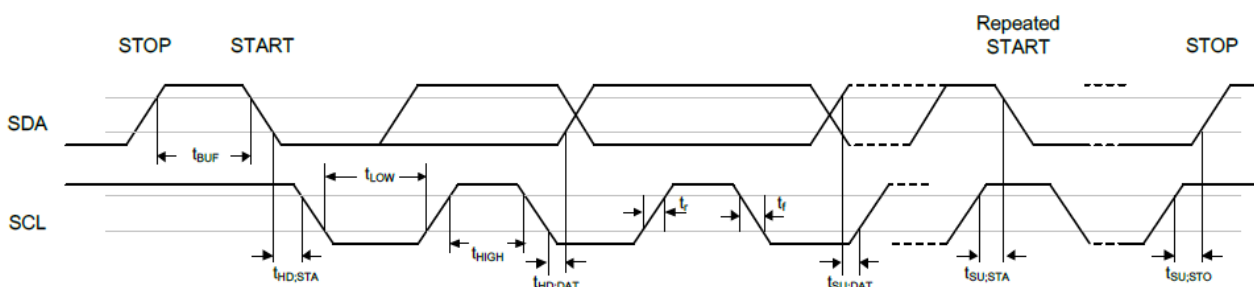 Repeated
STOP START START STOP
SDA
tBUF
tLOW
SCL
tr tf
tHIGH
tHD;STA tHD;DAT tSU;DAT tSU;STA tSU;STO